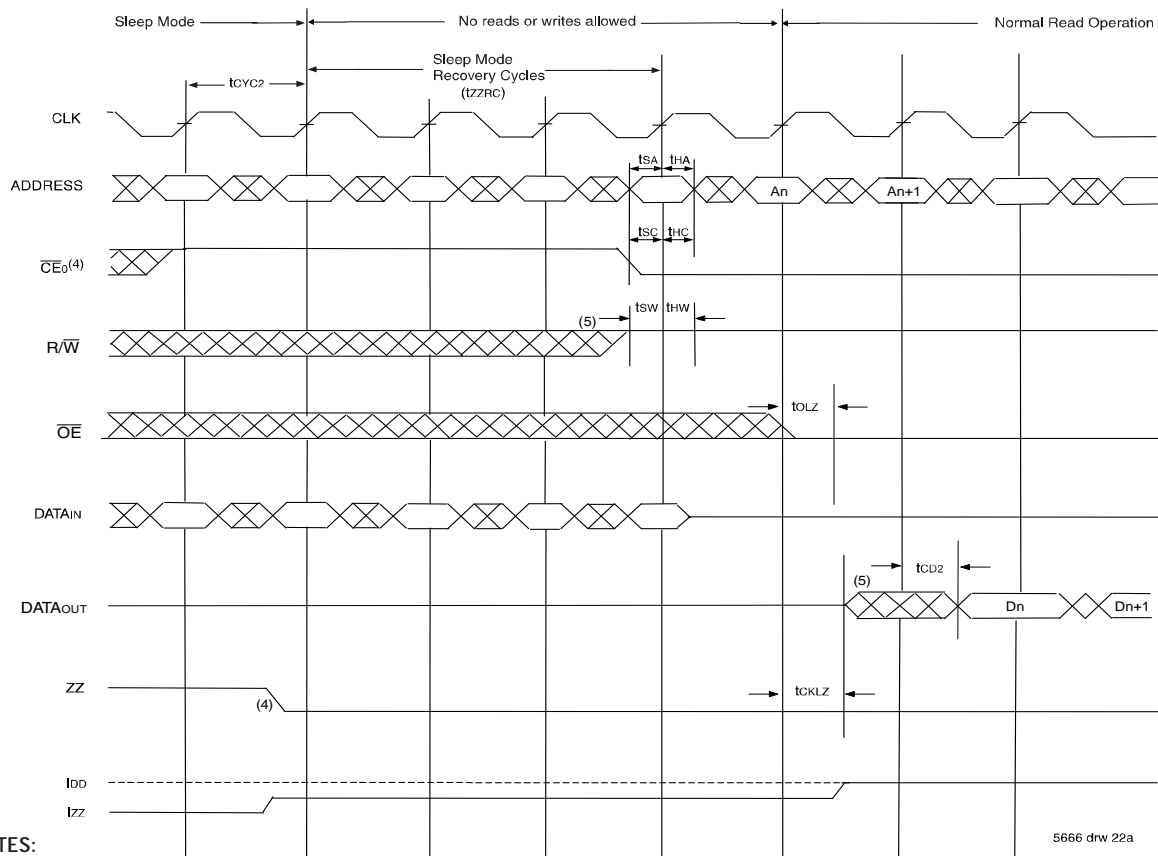 Sleep Mode
No reads or writes allowed
Normal Read Operation
Sleep Mode
Recovery Cycles
(tZZRC)
tCYC2
CLK
tSA tHA
ADDRESS
An
An+1
tSC tHC
CE0(4)
tSW tHW
(5)
R/W
tOLZ
OE
DATAIN
tCD2
(5)
DATAOUT
Dn
Dn+1
ZZ
(4)
tCKLZ
IDD
IZZ
5666 drw 22a
TES: